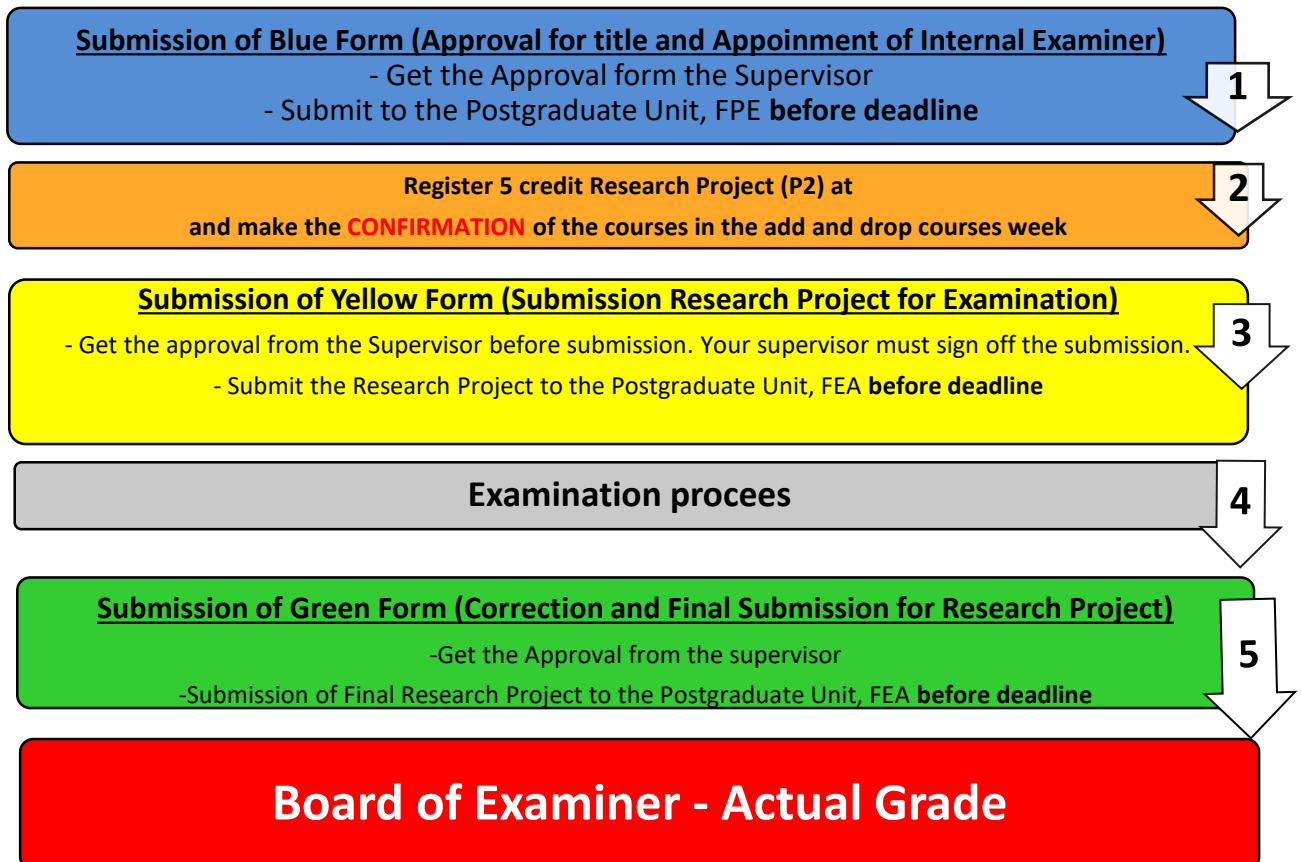 Submission of Blue Form (Approval for title and Appoinment of Internal Examiner)
- Get the Approval form the Supervisor
- Submit to the Postgraduate Unit, FPE before deadline
1
Register 5 credit Research Project (P2) at
and make the CONFIRMATION of the courses in the add and drop courses week
2
Submission of Yellow Form (Submission Research Project for Examination)
- Get the approval from the Supervisor before submission. Your supervisor must sign off the submission.
- Submit the Research Project to the Postgraduate Unit, FEA before deadline
3
Examination procees
4
Submission of Green Form (Correction and Final Submission for Research Project)
-Get the Approval from the supervisor
-Submission of Final Research Project to the Postgraduate Unit, FEA before deadline
5
Board of Examiner - Actual Grade